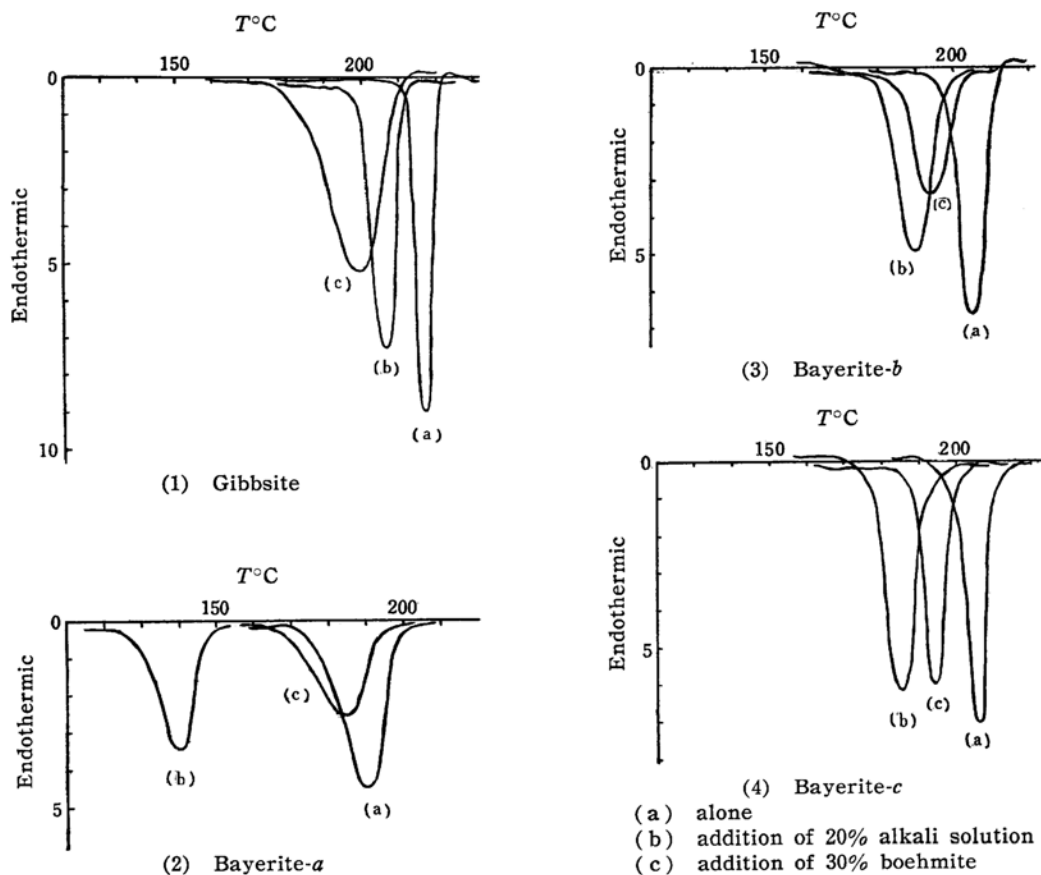 T°C
150 200
0
5
10
Endothermic
(c)
(b)
(a)
(1) Gibbsite
T°C
150 200
0
5
Endothermic
(b)
(c)
(a)
(2) Bayerite-a
T°C
150 200
0
5
Endothermic
(c)
(b)
(a)
(3) Bayerite-b
T°C
150 200
0
5
Endothermic
(b)
(c)
(a)
(4) Bayerite-c
(a) alone
(b) addition of 20% alkali solution
(c) addition of 30% boehmite